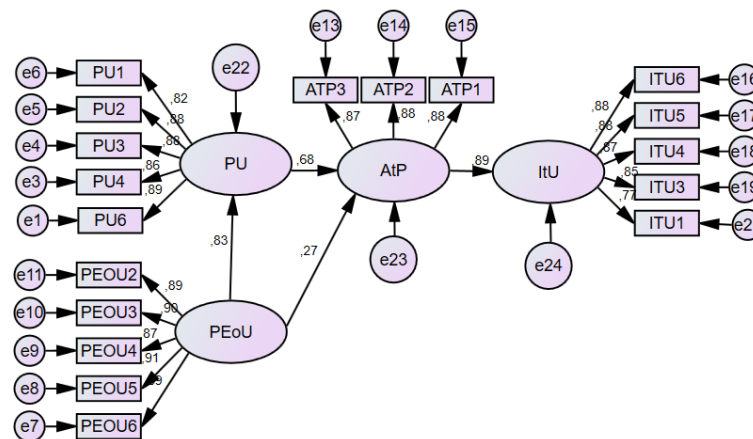 e13
e14
e15
e6
PU1
e22
ATP3
ATP2
ATP1
ITU6
e16
e5
PU2
,82
,87
,88
,88
,88
ITU5
e17
e4
PU3
,88
,88
,88
ITU4
e18
e3
PU4
,86
PU
,68
AtP
,89
ItU
,87
ITU3
e19
,85
e1
PU6
,89
,77
ITU1
e2
,83
,27
e23
e24
e11
PEOU2
,89
e10
PEOU3
,90
PEoU
e9
PEOU4
,87
e8
PEOU5
,91
e7
PEOU6